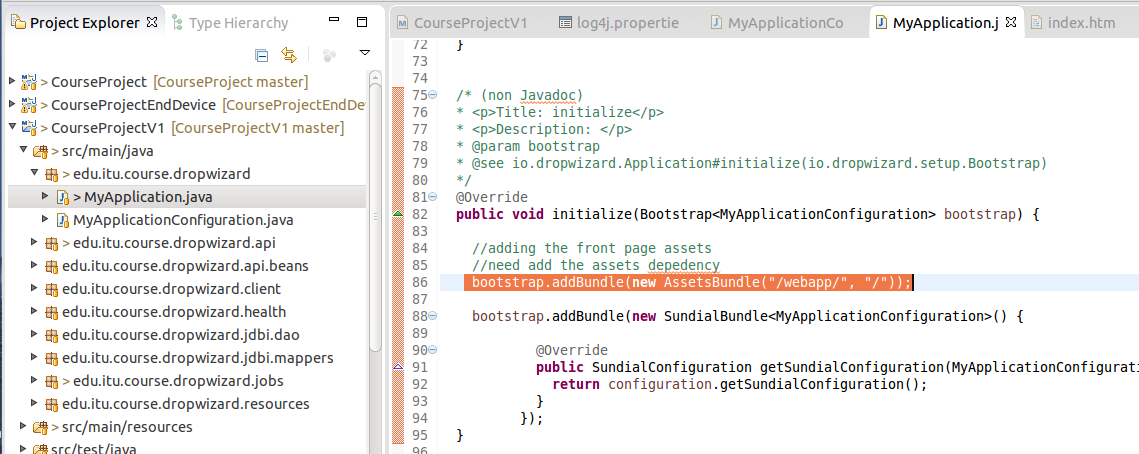 Project Explorer
Type Hierarchy
> CourseProject [CourseProject master]
> CourseProjectEndDevice [CourseProjectEndDe
> CourseProjectV1 [CourseProjectV1 master]
> src/main/java
> edu.itu.course.dropwizard
> MyApplication.java
MyApplicationConfiguration.java
> edu.itu.course.dropwizard.api
edu.itu.course.dropwizard.api.beans
edu.itu.course.dropwizard.client
edu.itu.course.dropwizard.health
edu.itu.course.dropwizard.jdbi.dao
edu.itu.course.dropwizard.jdbi.mappers
> edu.itu.course.dropwizard.jobs
> edu.itu.course.dropwizard.resources
> src/main/resources
src/test/java
CourseProjectV1
log4j.propertie
MyApplicationCo
MyApplication.j
index.htm
72 }
73
74
75 /* (non Javadoc)
76 * <p>Title: initialize</p>
77 * <p>Description: </p>
78 * @param bootstrap
79 * @see io.dropwizard.Application#initialize(io.dropwizard.setup.Bootstrap)
80 */
81 @Override
82 public void initialize(Bootstrap<MyApplicationConfiguration> bootstrap) {
83
84 //adding the front page assets
85 //need add the assets depedency
86 bootstrap.addBundle(new AssetsBundle("/webapp/", "/"));
87
88 bootstrap.addBundle(new SundialBundle<MyApplicationConfiguration>() {
89
90 @Override
91 public SundialConfiguration getSundialConfiguration(MyApplicationConfigurati
92 return configuration.getSundialConfiguration();
93 }
94 });
95 }
96